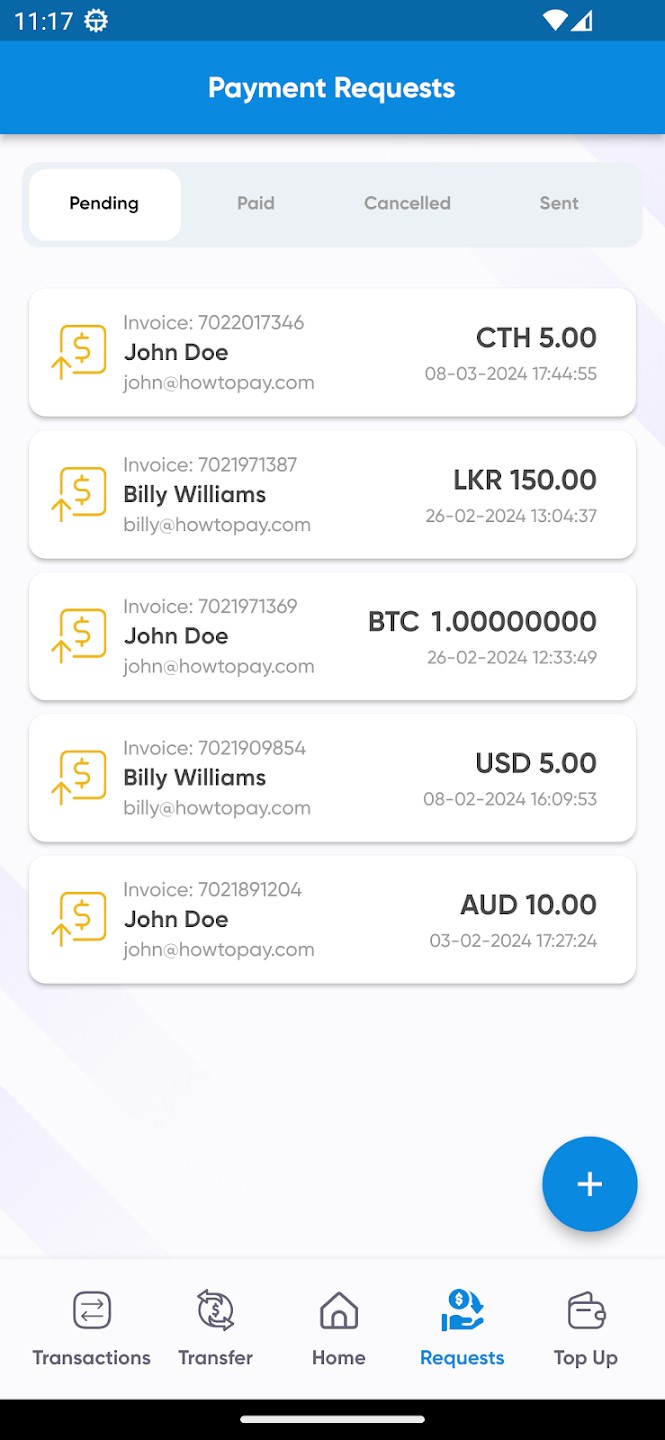 11:17
Payment Requests
Pending Paid Cancelled Sent
Invoice: 7022017346
John Doe
john@howtopay.com
CTH 5.00
08-03-2024 17:44:55
Invoice: 7021971387
Billy Williams
billy@howtopay.com
LKR 150.00
26-02-2024 13:04:37
Invoice: 7021971369
John Doe
john@howtopay.com
BTC 1.00000000
26-02-2024 12:33:49
Invoice: 7021909854
Billy Williams
billy@howtopay.com
USD 5.00
08-02-2024 16:09:53
Invoice: 7021891204
John Doe
john@howtopay.com
AUD 10.00
03-02-2024 17:27:24
Transactions Transfer Home Requests Top Up